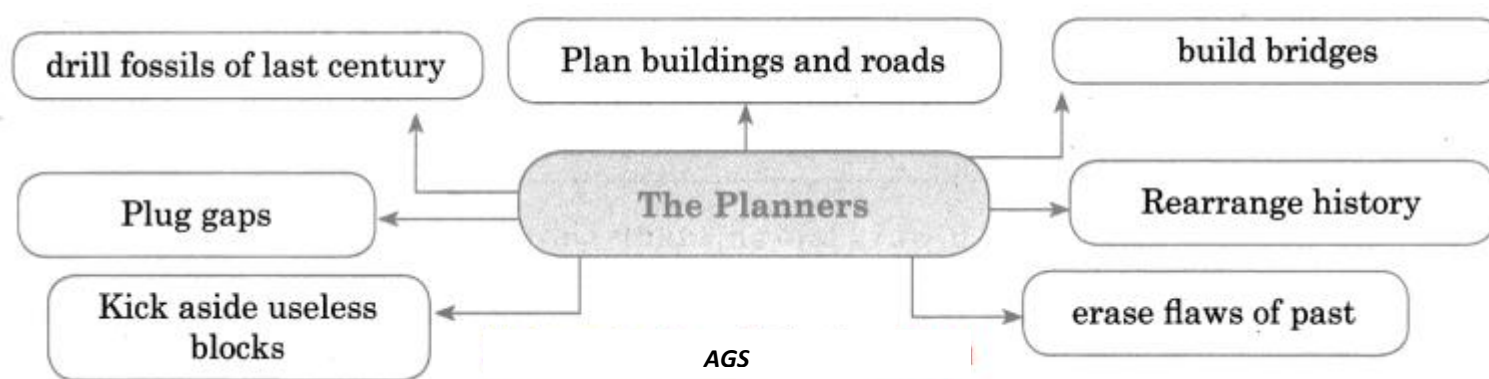 drill fossils of last century
Plan buildings and roads
build bridges
The Planners
Plug gaps
Rearrange history
Kick aside useless
blocks
erase flaws of past
AGS